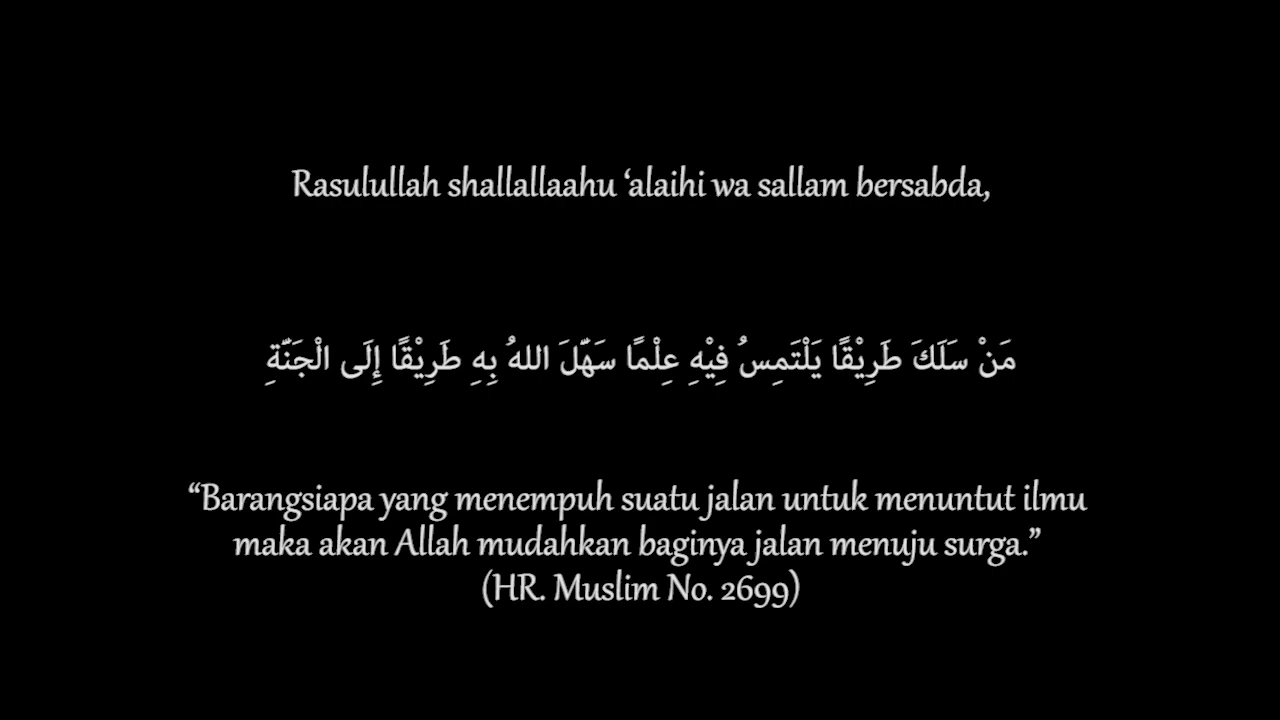 Rasulullah shallallaahu ‘alaihi wa sallam bersabda,
مَنْ سَلَكَ طَرِيْقًا يَلْتَمِسُ فِيْهِ عِلْمًا سَهَّلَ اللهُ بِهِ طَرِيْقًا إِلَى الْجَنَّةِ
“Barangsiapa yang menempuh suatu jalan untuk menuntut ilmu
maka akan Allah mudahkan baginya jalan menuju surga.”
(HR. Muslim No. 2699)